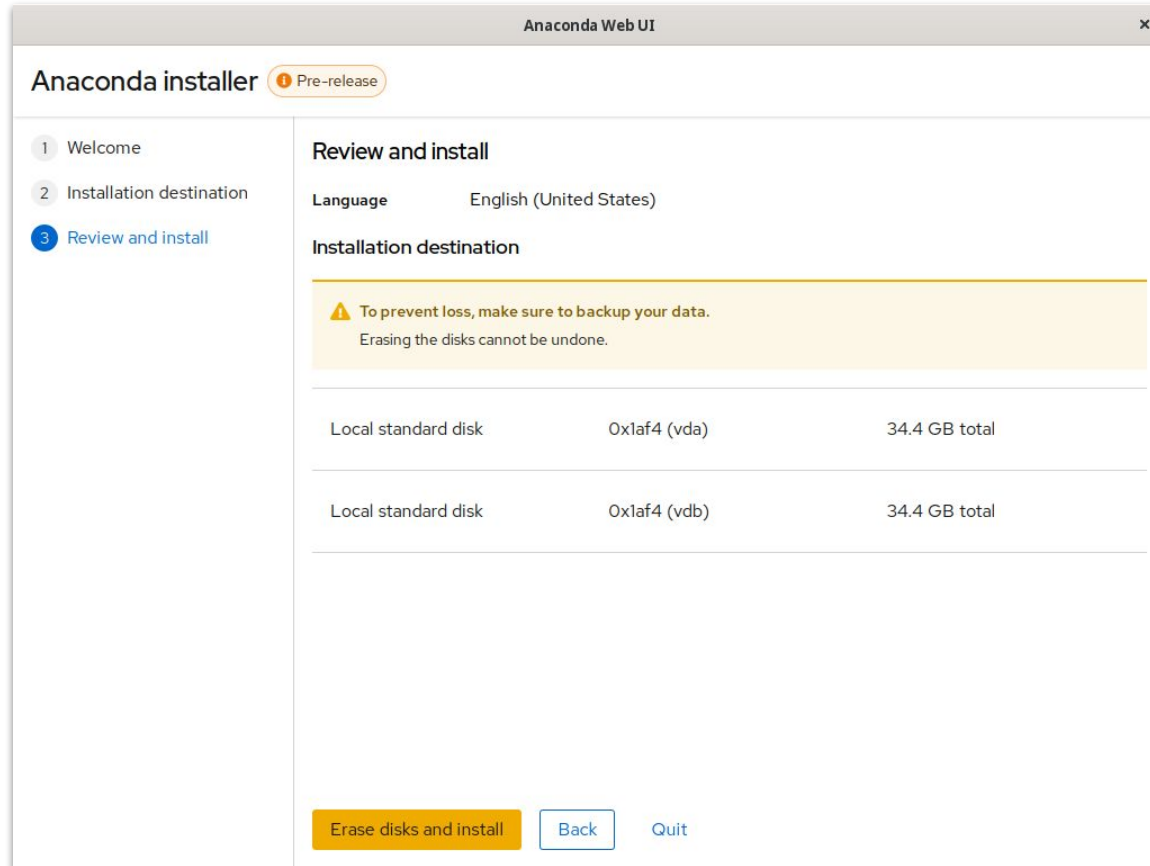 Anaconda Web UI
×
Anaconda installer Pre-release
1 Welcome
2 Installation destination
3 Review and install
Review and install
Language English (United States)
Installation destination
To prevent loss, make sure to backup your data.
Erasing the disks cannot be undone.
Local standard disk 0x1af4 (vda) 34.4 GB total
Local standard disk 0x1af4 (vdb) 34.4 GB total
Erase disks and install Back Quit